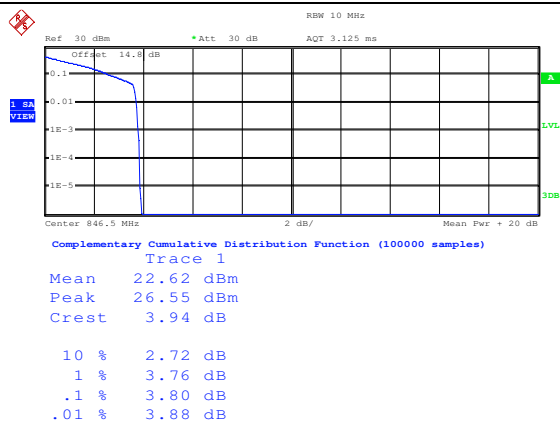 RBW 10 MHz
Ref 30 dBm *Att 30 dB AQT 3.125 ms
Offset 14.8 dB
0.1
A
0.01
1 SA
VIEW
1E-3
LVL
1E-4
1E-5
3DB
Center 846.5 MHz 2 dB/ Mean Pwr + 20 dB
Complementary Cumulative Distribution Function (100000 samples)
Trace 1
Mean 22.62 dBm
Peak 26.55 dBm
Crest 3.94 dB
10 % 2.72 dB
1 % 3.76 dB
.1 % 3.80 dB
.01 % 3.88 dB